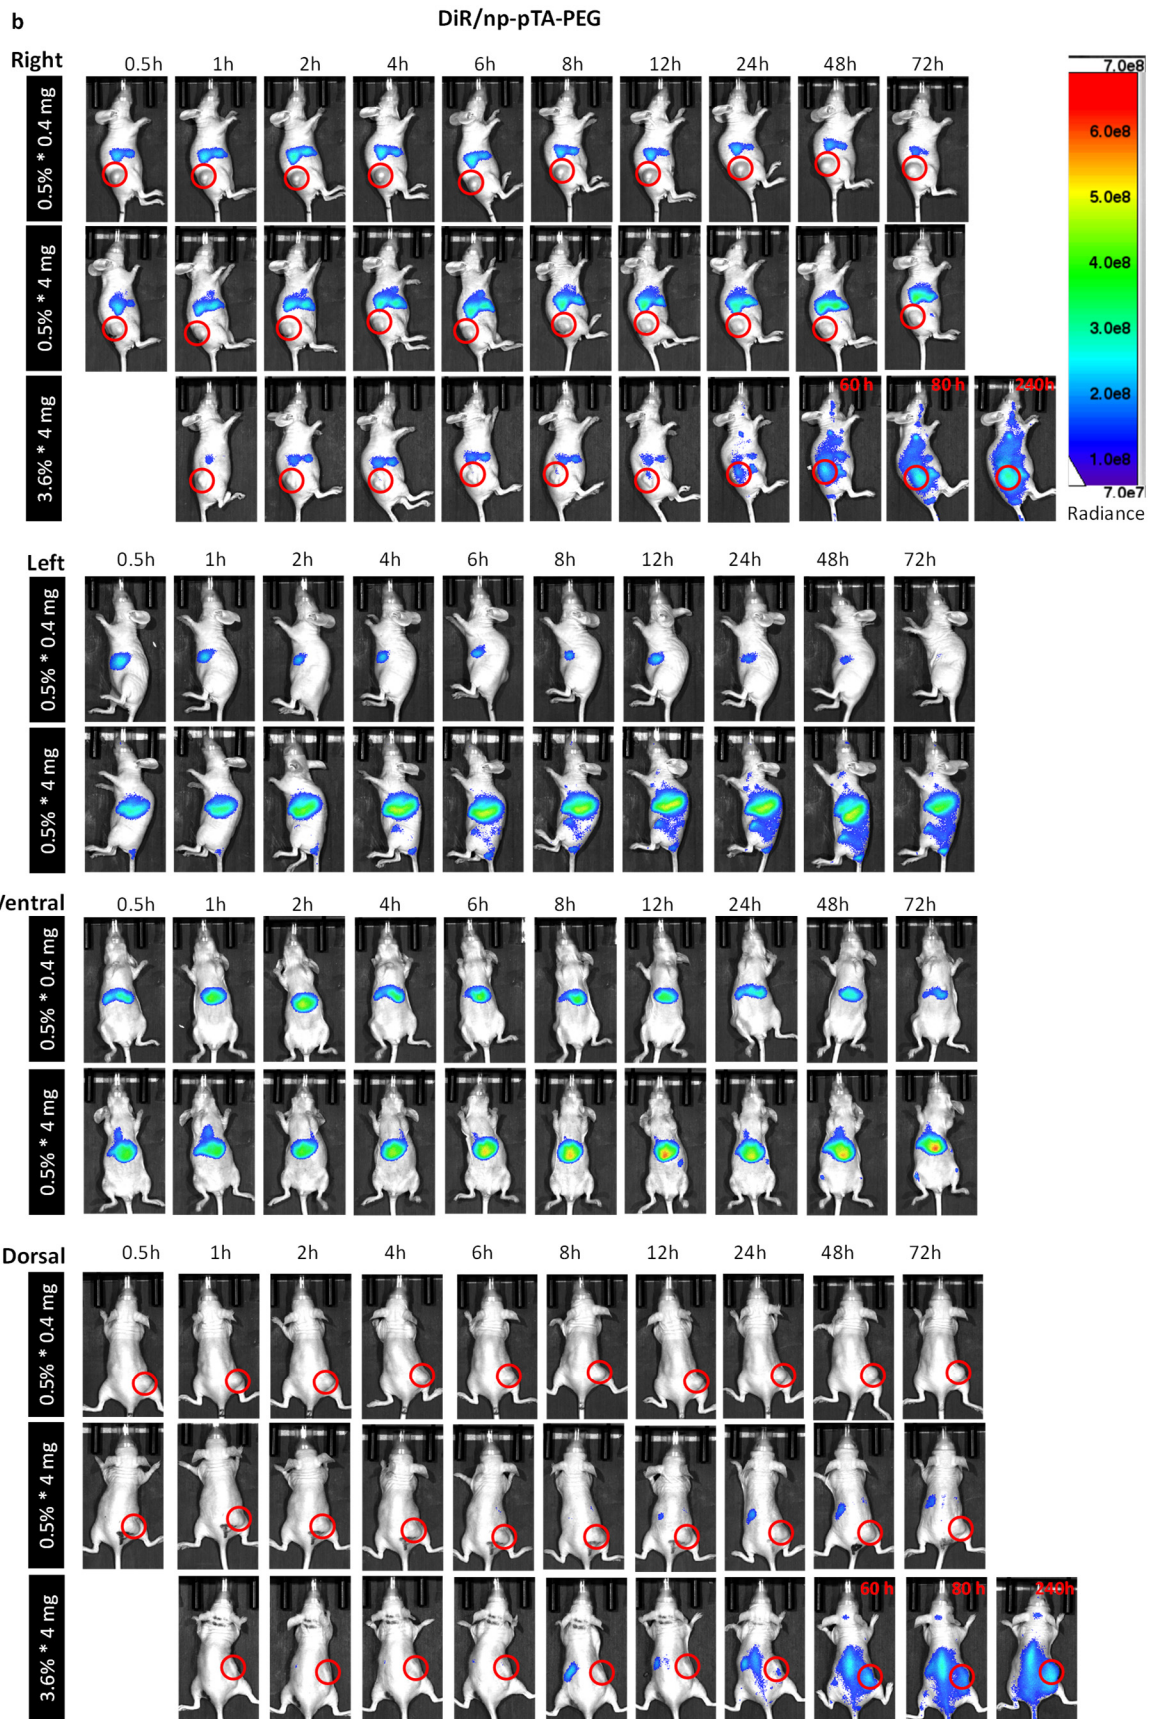 b
DiR/np-pTA-PEG
Right
0.5h 1h 2h 4h 6h 8h 12h 24h 48h 72h
0.5% * 0.4 mg
0.5% * 4 mg
3.6% * 4 mg
60 h 80 h 240h
7.0e8
6.0e8
5.0e8
4.0e8
3.0e8
2.0e8
1.0e8
7.0e7
Radiance
Left
0.5h 1h 2h 4h 6h 8h 12h 24h 48h 72h
0.5% * 0.4 mg
0.5% * 4 mg
Ventral
0.5h 1h 2h 4h 6h 8h 12h 24h 48h 72h
0.5% * 0.4 mg
0.5% * 4 mg
Dorsal
0.5h 1h 2h 4h 6h 8h 12h 24h 48h 72h
0.5% * 0.4 mg
0.5% * 4 mg
3.6% * 4 mg
60 h 80 h 240h